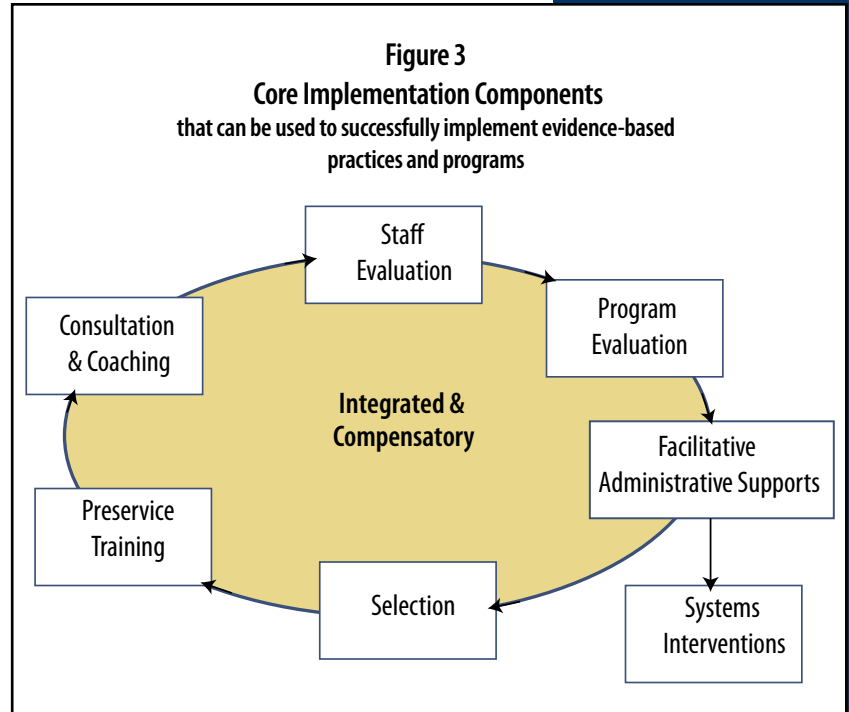 Figure 3
Core Implementation Components
that can be used to successfully implement evidence-based
practices and programs
Staff
Evaluation
Program
Evaluation
Consultation
& Coaching
Integrated &
Compensatory
Facilitative
Administrative Supports
Preservice
Training
Selection
Systems
Interventions